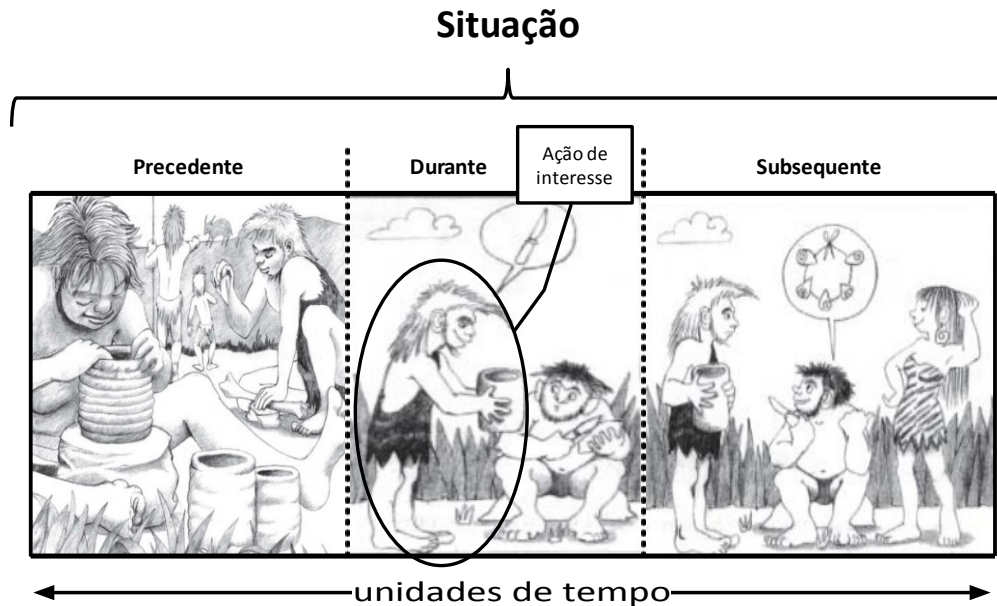 Situação
Precedente
Durante
Ação de
interesse
Subsequente
unidades de tempo